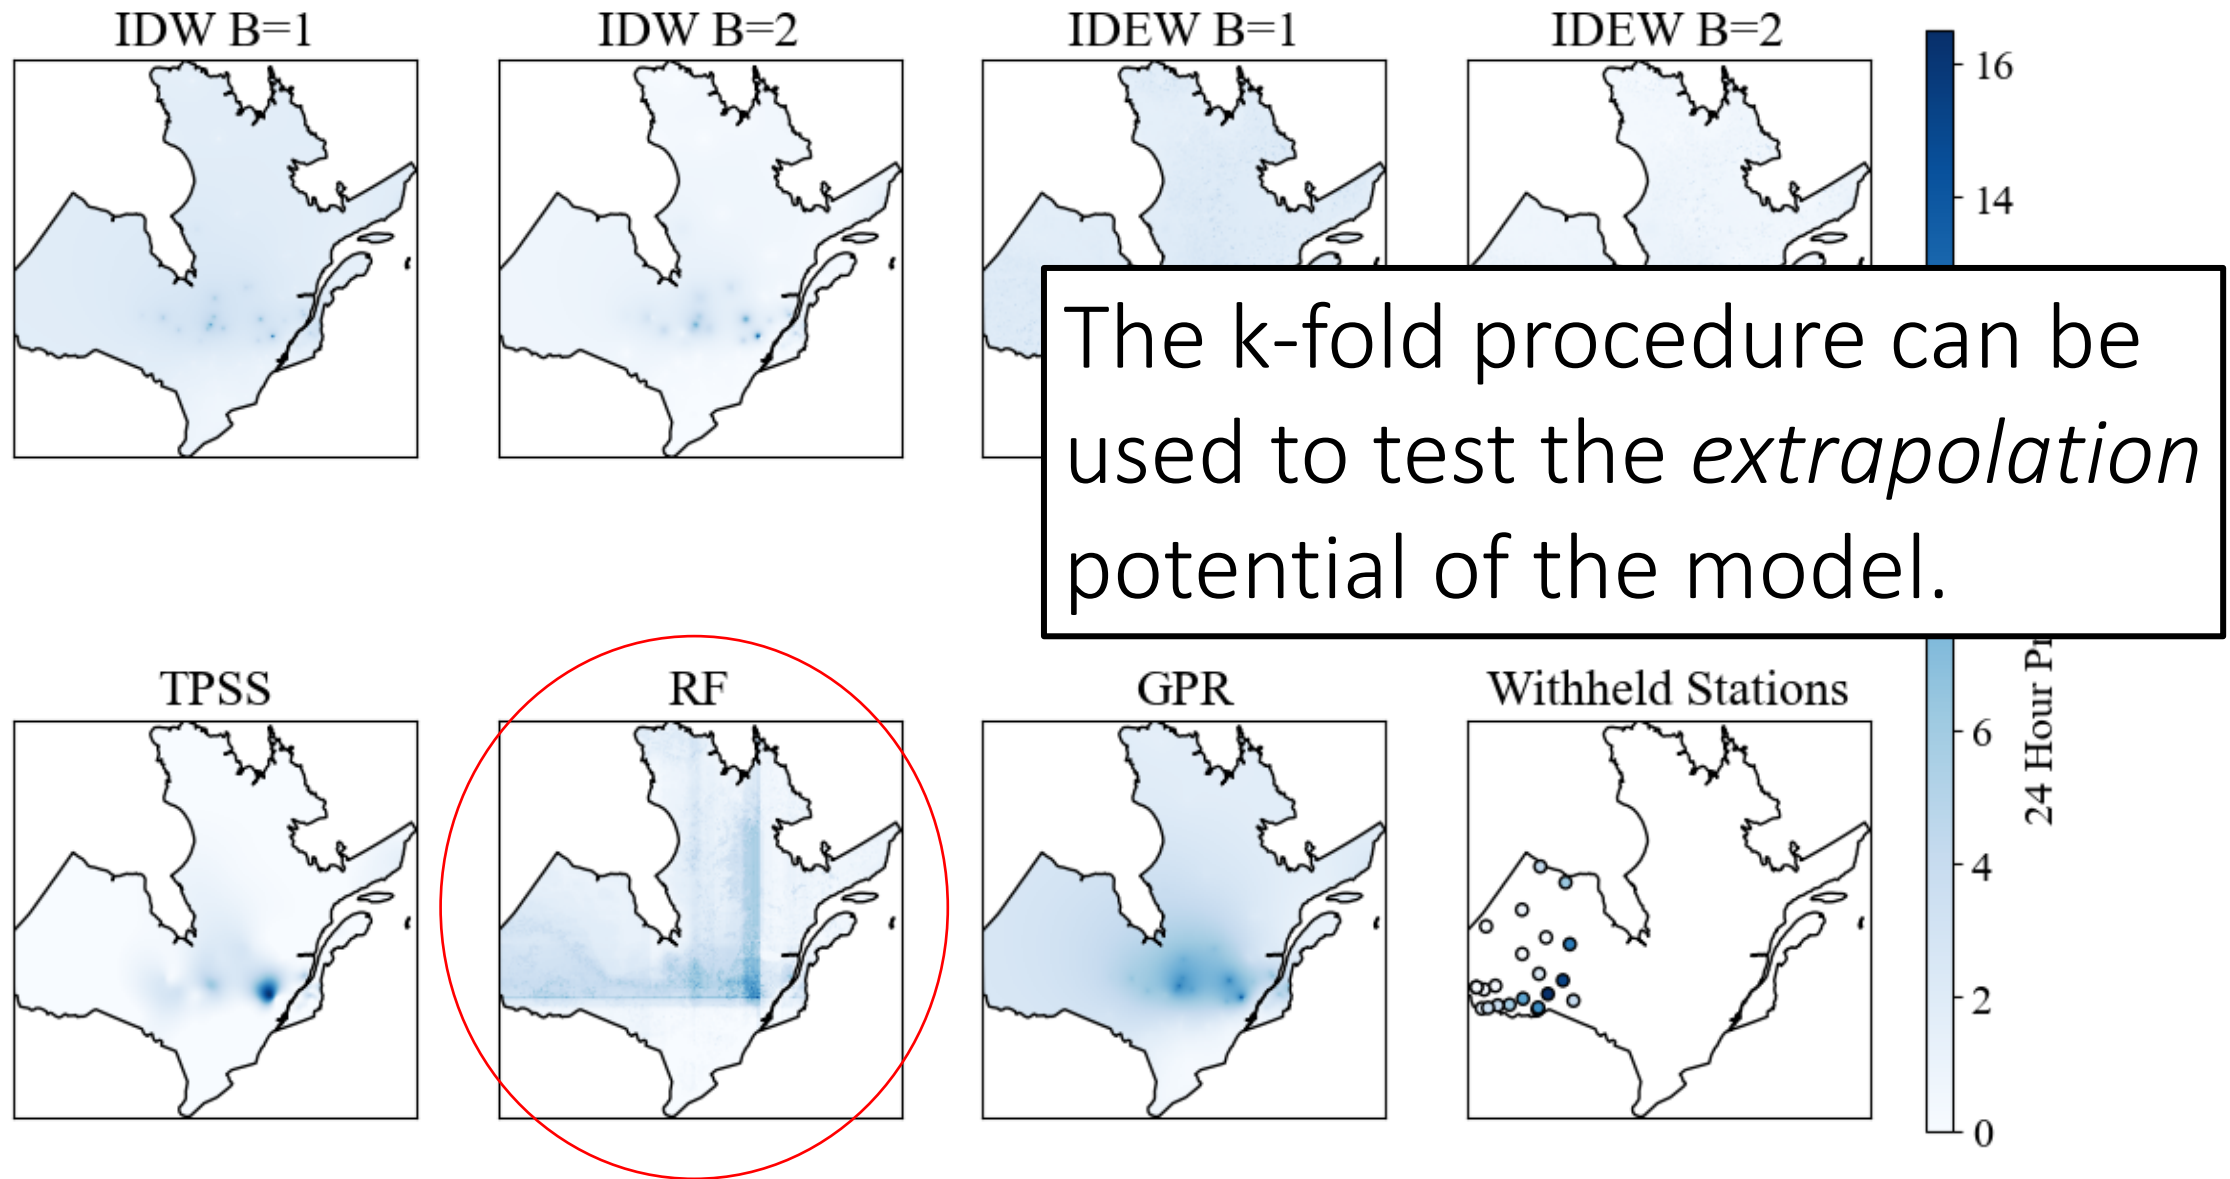 IDW B=1
IDW B=2
IDEW B=1
IDEW B=2
16
14
The k-fold procedure can be
used to test the extrapolation
potential of the model.
TPSS
RF
GPR
Withheld Stations
6
4
2
0
24 Hour